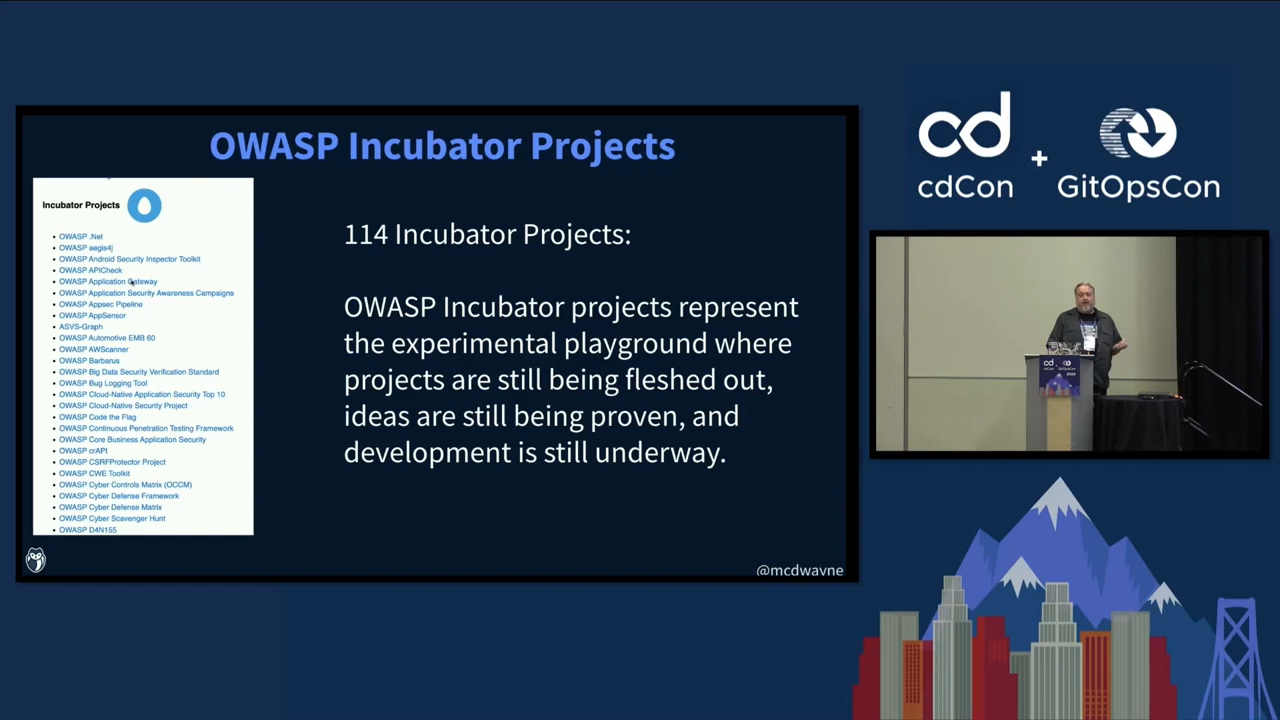 OWASP Incubator Projects
Incubator Projects
OWASP .Net
OWASP aegis4j
OWASP Android Security Inspector Toolkit
OWASP APICheck
OWASP Application Gateway
OWASP Application Security Awareness Campaigns
OWASP Appsec Pipeline
OWASP AppSensor
ASVS-Graph
OWASP Automotive EMB 60
OWASP AWScanner
OWASP Barbarus
OWASP Big Data Security Verification Standard
OWASP Bug Logging Tool
OWASP Cloud-Native Application Security Top 10
OWASP Cloud-Native Security Project
OWASP Code the Flag
OWASP Continuous Penetration Testing Framework
OWASP Core Business Application Security
OWASP crAPI
OWASP CSRFProtector Project
OWASP CWE Toolkit
OWASP Cyber Controls Matrix (OCCM)
OWASP Cyber Defense Framework
OWASP Cyber Defense Matrix
OWASP Cyber Scavenger Hunt
OWASP D4N155
114 Incubator Projects:
OWASP Incubator projects represent
the experimental playground where
projects are still being fleshed out,
ideas are still being proven, and
development is still underway.
@mcdwayne
cd
cdCon
+
GitOpsCon